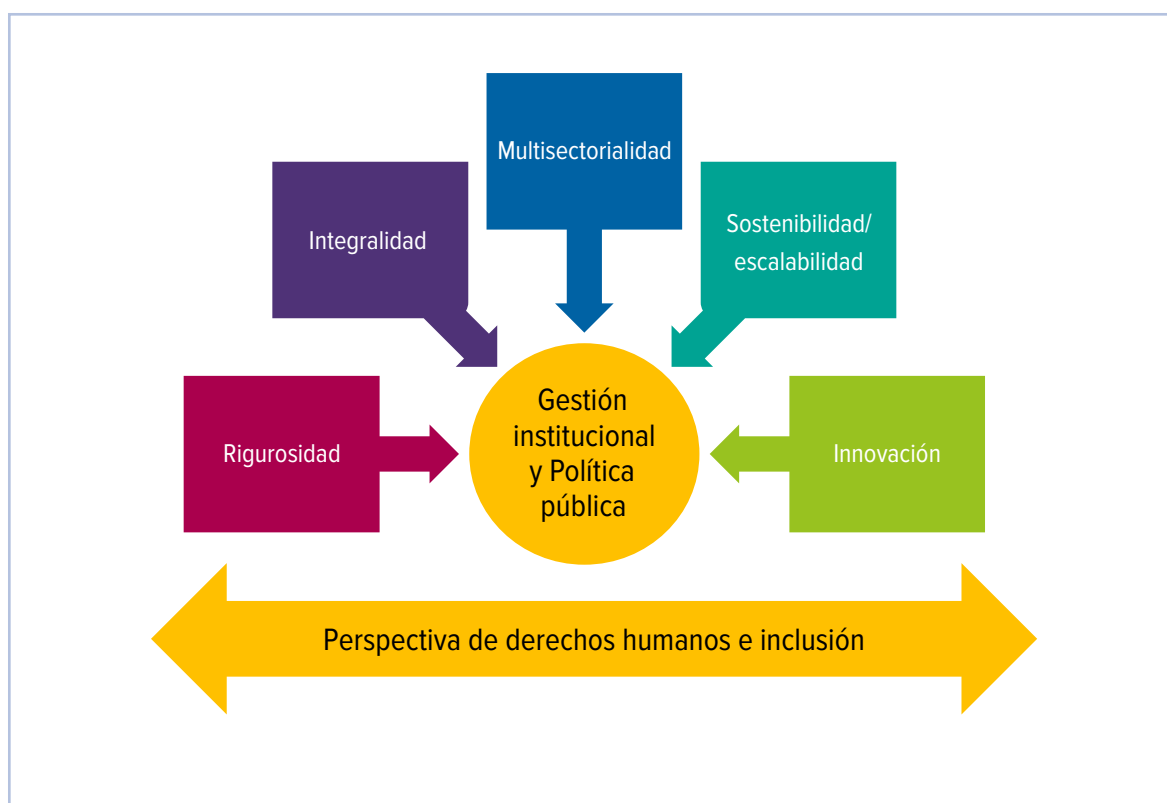 Multisectorialidad
Integralidad
Sostenibilidad/
escalabilidad
Rigurosidad
Gestión
institucional
y Política
pública
Innovación
Perspectiva de derechos humanos e inclusión